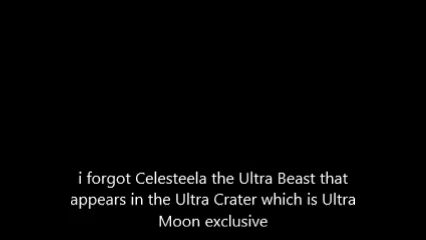 i forgot Celesteela the Ultra Beast that
appears in the Ultra Crater which is Ultra
Moon exclusive